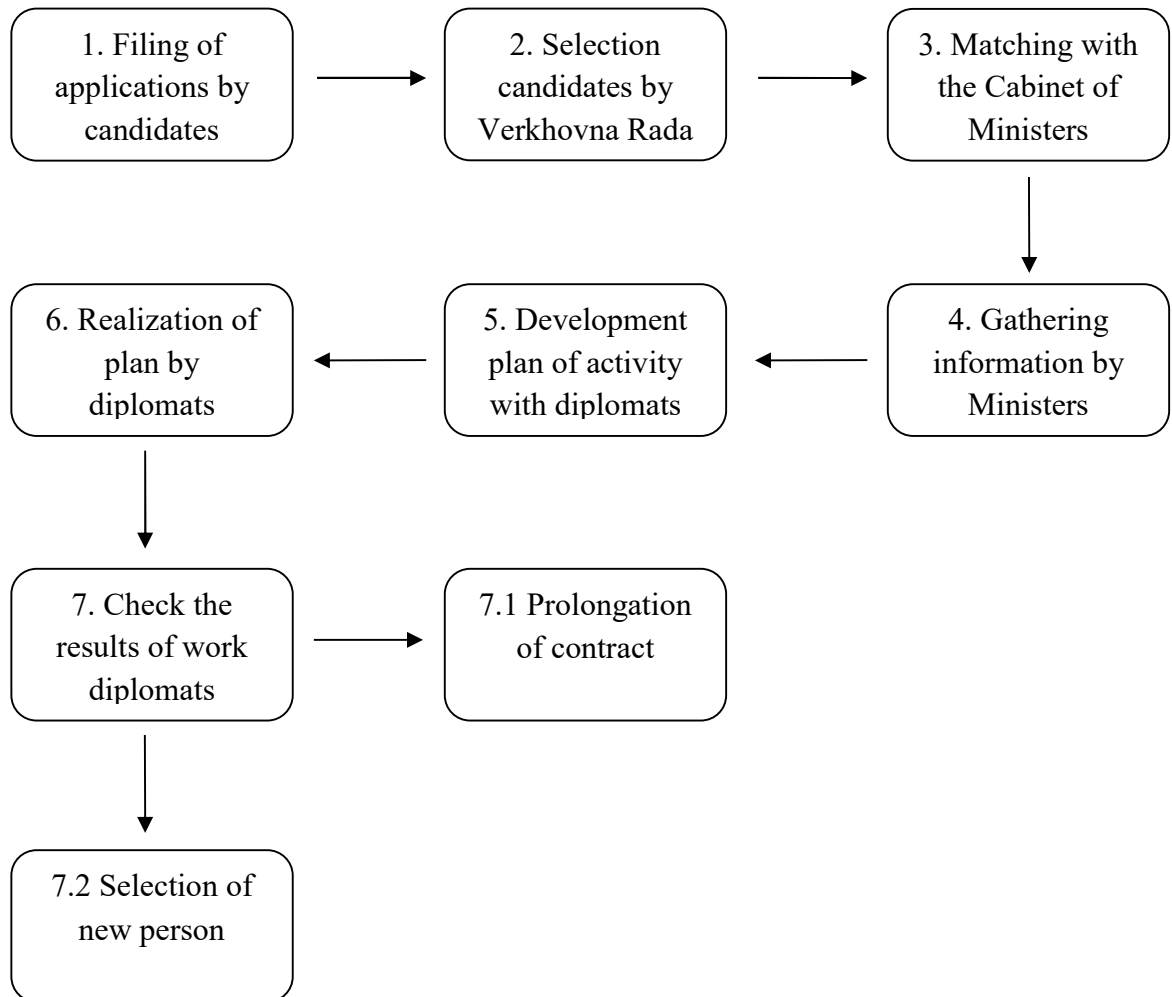 1. Filing of
applications by
candidates
2. Selection
candidates by
Verkhovna Rada
3. Matching with
the Cabinet of
Ministers
6. Realization of
plan by
diplomats
5. Development
plan of activity
with diplomats
4. Gathering
information by
Ministers
7. Check the
results of work
diplomats
7.1 Prolongation
of contract
7.2 Selection of
new person